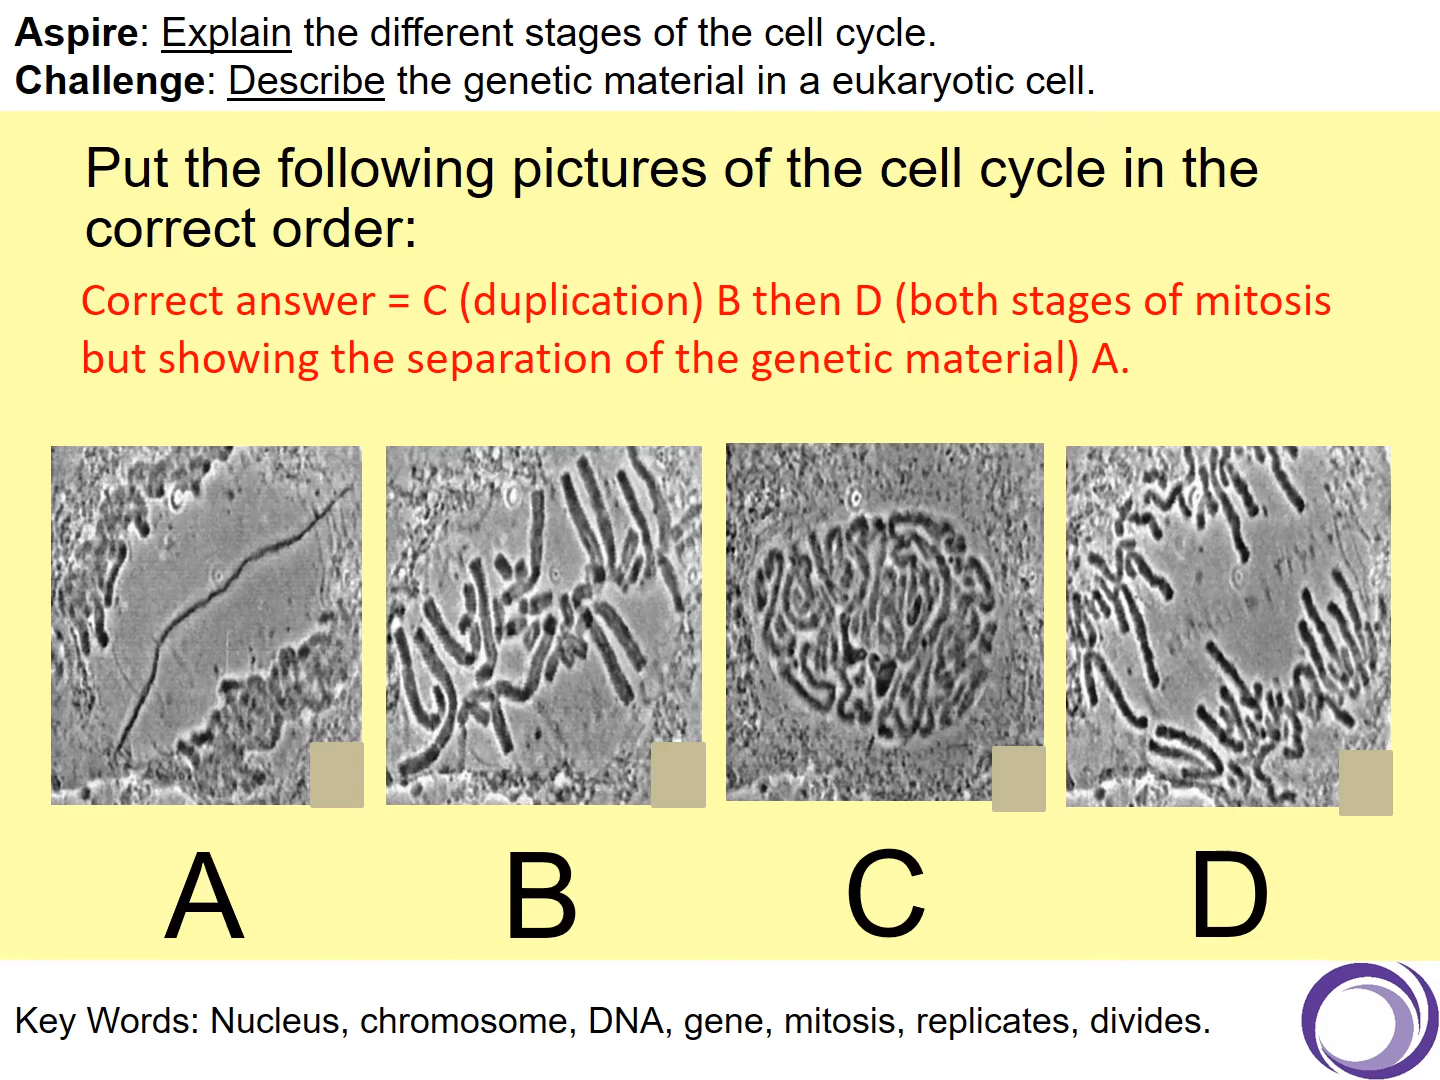 Aspire: Explain the different stages of the cell cycle.
Challenge: Describe the genetic material in a eukaryotic cell.
Put the following pictures of the cell cycle in the
correct order:
Correct answer = C (duplication) B then D (both stages of mitosis
but showing the separation of the genetic material) A.
A B C D
Key Words: Nucleus, chromosome, DNA, gene, mitosis, replicates, divides.